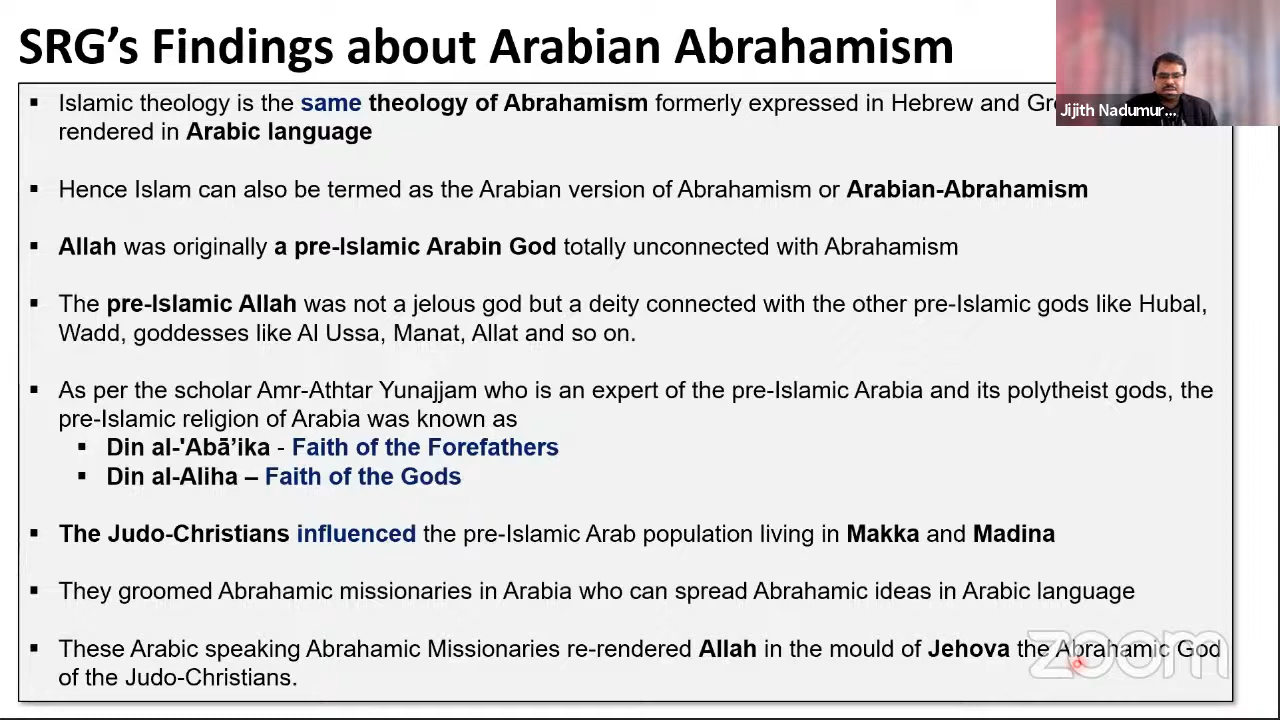 SRG's Findings about Arabian Abrahamism
Jijith Nadumur...
▪ Islamic theology is the same theology of Abrahamism formerly expressed in Hebrew and
rendered in Arabic language
▪ Hence Islam can also be termed as the Arabian version of Abrahamism or Arabian-Abrahamism
▪ Allah was originally a pre-Islamic Arabin God totally unconnected with Abrahamism
▪ The pre-Islamic Allah was not a jelous god but a deity connected with the other pre-Islamic gods like Hubal,
Wadd, goddesses like Al Ussa, Manat, Allat and so on.
▪ As per the scholar Amr-Athtar Yunajjam who is an expert of the pre-Islamic Arabia and its polytheist gods, the
pre-Islamic religion of Arabia was known as
▪ Din al-'Abā'ika - Faith of the Forefathers
▪ Din al-Aliha – Faith of the Gods
▪ The Judo-Christians influenced the pre-Islamic Arab population living in Makka and Madina
▪ They groomed Abrahamic missionaries in Arabia who can spread Abrahamic ideas in Arabic language
▪ These Arabic speaking Abrahamic Missionaries re-rendered Allah in the mould of Jehova the Abrahamic God
of the Judo-Christians.
zoom